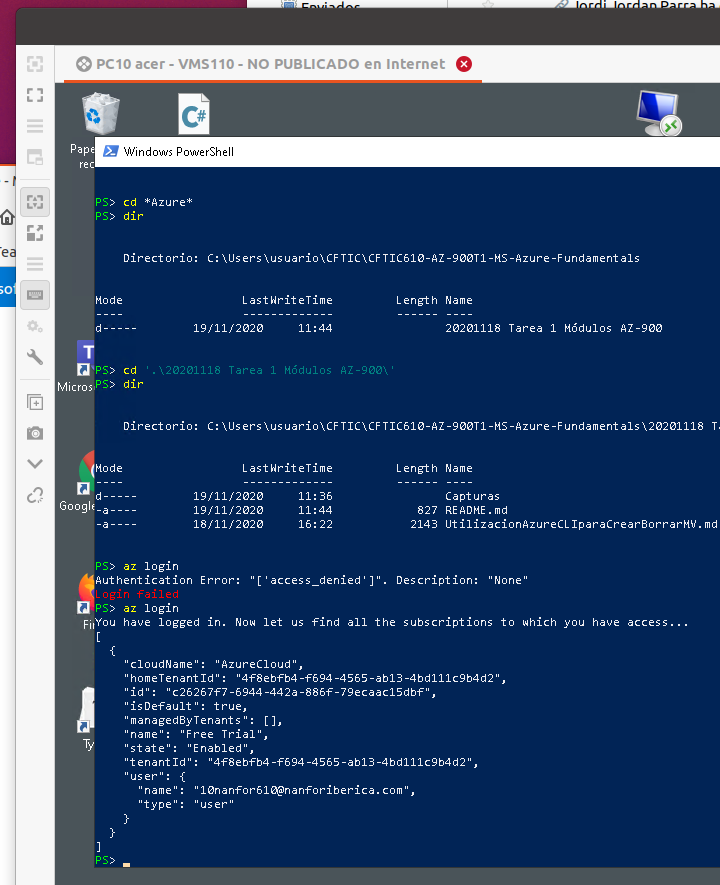 Enviados
Jordi Jordan Parra ha
PC10 acer - VMS110 - NO PUBLICADO en Internet
C#
Pape
rec
Windows PowerShell
PS> cd *Azure*
PS> dir
Directorio: C:\Users\usuario\CFTIC\CFTIC610-AZ-900T1-MS-Azure-Fundamentals
Mode LastWriteTime Length Name
---- ------------- ------ ----
d----- 19/11/2020 11:44 20201118 Tarea 1 Módulos AZ-900
PS> cd '.\20201118 Tarea 1 Módulos AZ-900\'
PS> dir
Directorio: C:\Users\usuario\CFTIC\CFTIC610-AZ-900T1-MS-Azure-Fundamentals\20201118 Ta
Mode LastWriteTime Length Name
---- ------------- ------ ----
d----- 19/11/2020 11:36 Capturas
-a---- 19/11/2020 11:44 827 README.md
-a---- 18/11/2020 16:22 2143 UtilizacionAzureCLIparaCrearBorrarMV.md
PS> az login
Authentication Error: "['access_denied']". Description: "None"
Login failed
PS> az login
You have logged in. Now let us find all the subscriptions to which you have access...
[
{
"cloudName": "AzureCloud",
"homeTenantId": "4f8ebfb4-f694-4565-ab13-4bd111c9b4d2",
"id": "c26267f7-6944-442a-886f-79ecaac15dbf",
"isDefault": true,
"managedByTenants": [],
"name": "Free Trial",
"state": "Enabled",
"tenantId": "4f8ebfb4-f694-4565-ab13-4bd111c9b4d2",
"user": {
"name": "10nanfor610@nanforiberica.com",
"type": "user"
}
}
]
PS>
Micros
Google
Fi
Ty